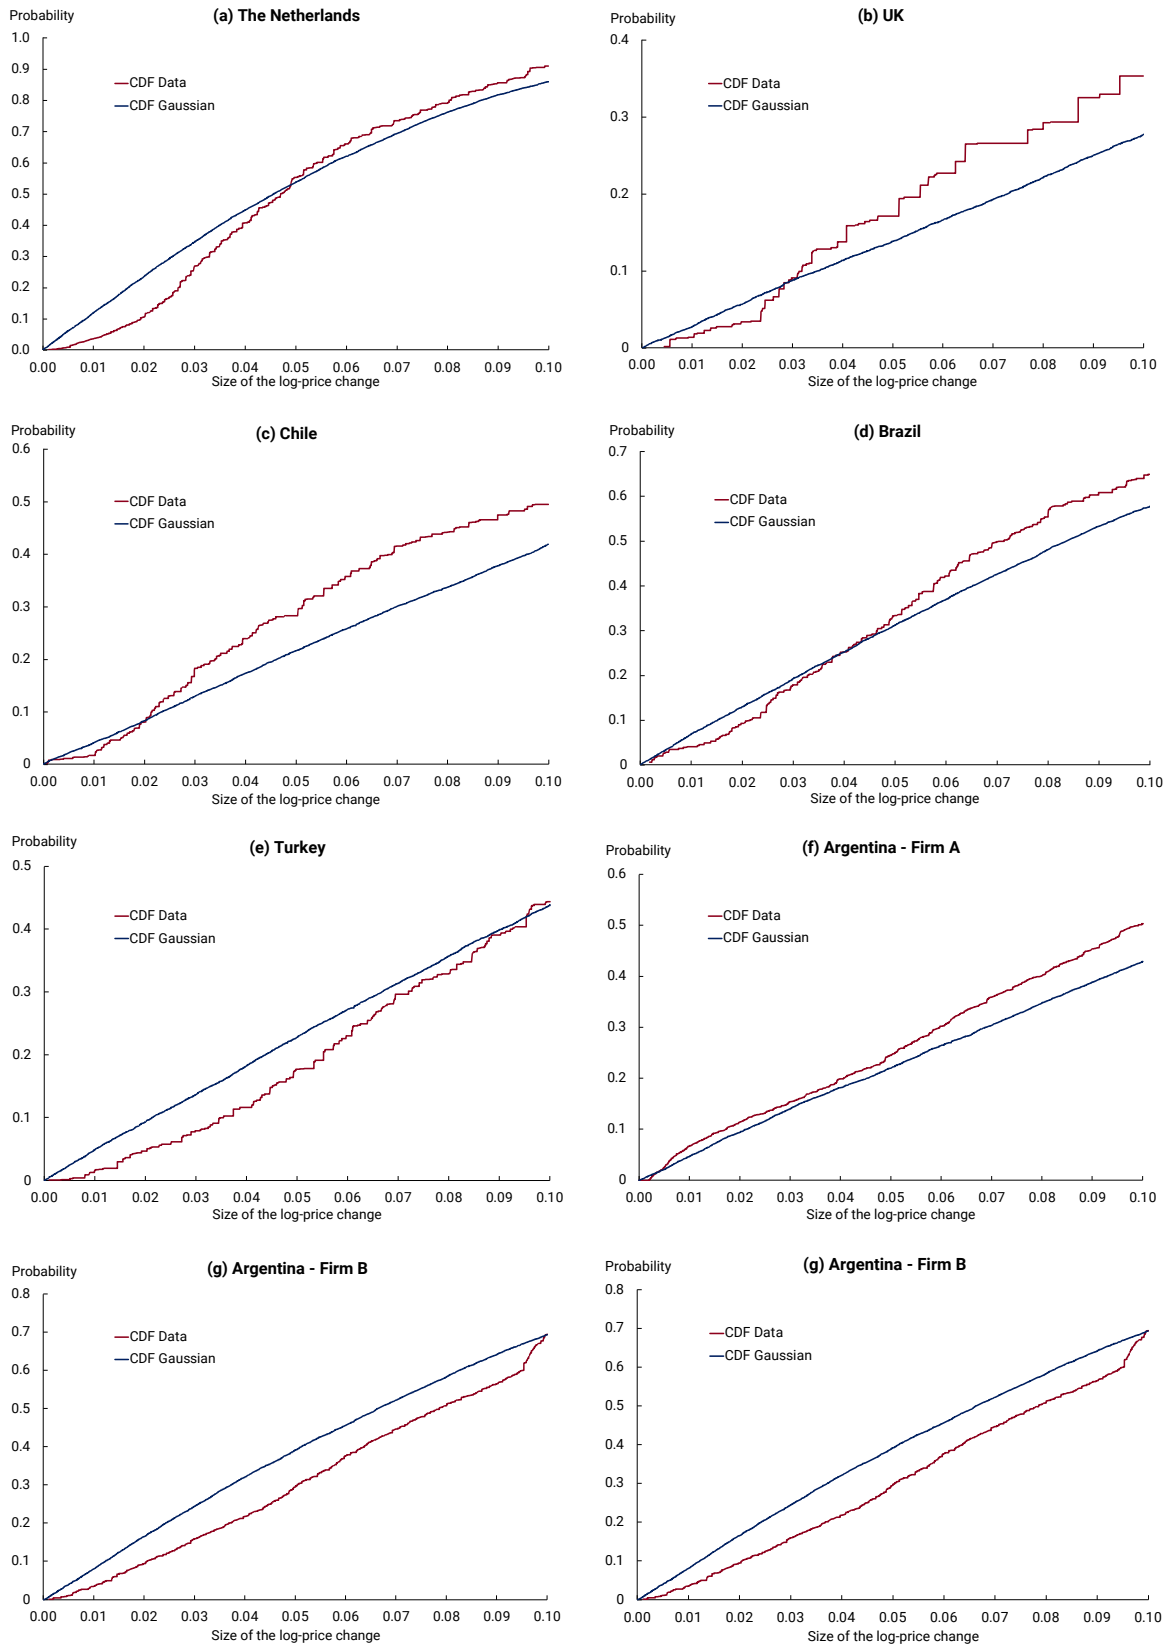 (a) The Netherlands
Probability
1.0
0.9
0.8
0.7
0.6
0.5
0.4
0.3
0.2
0.1
0.0
CDF Data
CDF Gaussian
0.00 0.01 0.02 0.03 0.04 0.05 0.06 0.07 0.08 0.09 0.10
Size of the log-price change
(b) UK
Probability
0.4
0.3
0.2
0.1
0
CDF Data
CDF Gaussian
0.00 0.01 0.02 0.03 0.04 0.05 0.06 0.07 0.08 0.09 0.10
Size of the log-price change
(c) Chile
Probability
0.6
0.5
0.4
0.3
0.2
0.1
0
CDF Data
CDF Gaussian
0.00 0.01 0.02 0.03 0.04 0.05 0.06 0.07 0.08 0.09 0.10
Size of the log-price change
(d) Brazil
Probability
0.7
0.6
0.5
0.4
0.3
0.2
0.1
0
CDF Data
CDF Gaussian
0.00 0.01 0.02 0.03 0.04 0.05 0.06 0.07 0.08 0.09 0.10
Size of the log-price change
(e) Turkey
Probability
0.5
0.4
0.3
0.2
0.1
0
CDF Data
CDF Gaussian
0.00 0.01 0.02 0.03 0.04 0.05 0.06 0.07 0.08 0.09 0.10
Size of the log-price change
(f) Argentina - Firm A
Probability
0.6
0.5
0.4
0.3
0.2
0.1
0
CDF Data
CDF Gaussian
0.00 0.01 0.02 0.03 0.04 0.05 0.06 0.07 0.08 0.09 0.10
Size of the log-price change
(g) Argentina - Firm B
Probability
0.8
0.7
0.6
0.5
0.4
0.3
0.2
0.1
0
CDF Data
CDF Gaussian
0.00 0.01 0.02 0.03 0.04 0.05 0.06 0.07 0.08 0.09 0.10
Size of the log-price change
(g) Argentina - Firm B
Probability
0.8
0.7
0.6
0.5
0.4
0.3
0.2
0.1
0
CDF Data
CDF Gaussian
0.00 0.01 0.02 0.03 0.04 0.05 0.06 0.07 0.08 0.09 0.10
Size of the log-price change